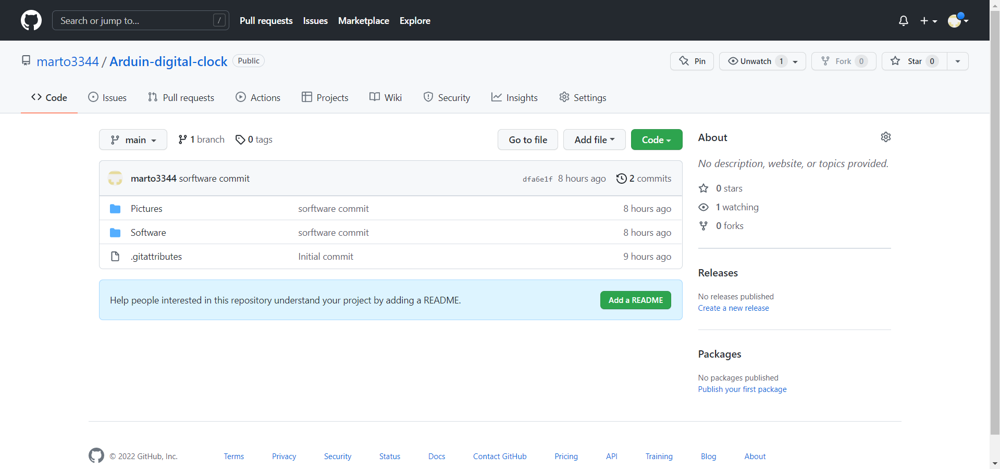 Search or jump to... /
Pull requests Issues Marketplace Explore
marto3344 / Arduin-digital-clock Public
Pin Unwatch 1 Fork 0 Star 0
Code Issues Pull requests Actions Projects Wiki Security Insights Settings
main 1 branch 0 tags Go to file Add file Code
marto3344 sorftware commit dfa6e1f 8 hours ago 2 commits
Pictures sorftware commit 8 hours ago
Software sorftware commit 8 hours ago
.gitattributes Initial commit 9 hours ago
Help people interested in this repository understand your project by adding a README. Add a README
About
No description, website, or topics provided.
0 stars
1 watching
0 forks
Releases
No releases published
Create a new release
Packages
No packages published
Publish your first package
© 2022 GitHub, Inc. Terms Privacy Security Status Docs Contact GitHub Pricing API Training Blog About